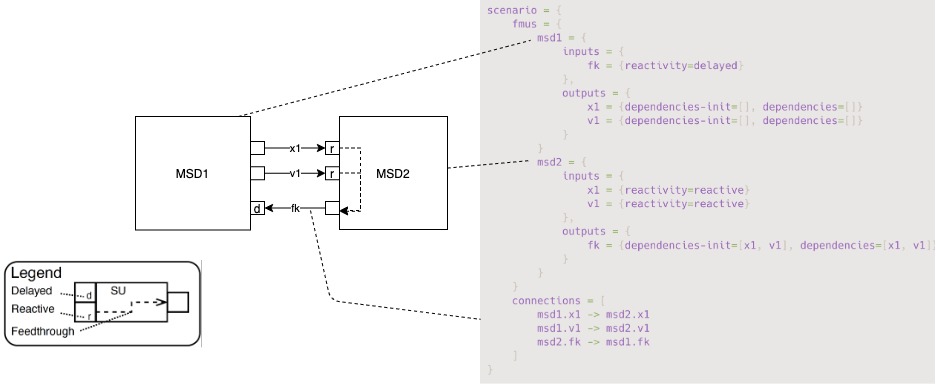 MSD1
x1
v1
fk
d
r
r
MSD2
Legend
Delayed
Reactive
Feedthrough
d
r
SU
scenario = {
fmus = {
msd1 = {
inputs = {
fk = {reactivity=delayed}
},
outputs = {
x1 = {dependencies-init=[], dependencies=[]}
v1 = {dependencies-init=[], dependencies=[]}
}
}
msd2 = {
inputs = {
x1 = {reactivity=reactive}
v1 = {reactivity=reactive}
},
outputs = {
fk = {dependencies-init=[x1, v1], dependencies=[x1, v1]}
}
}
}
connections = [
msd1.x1 -> msd2.x1
msd1.v1 -> msd2.v1
msd2.fk -> msd1.fk
]
}